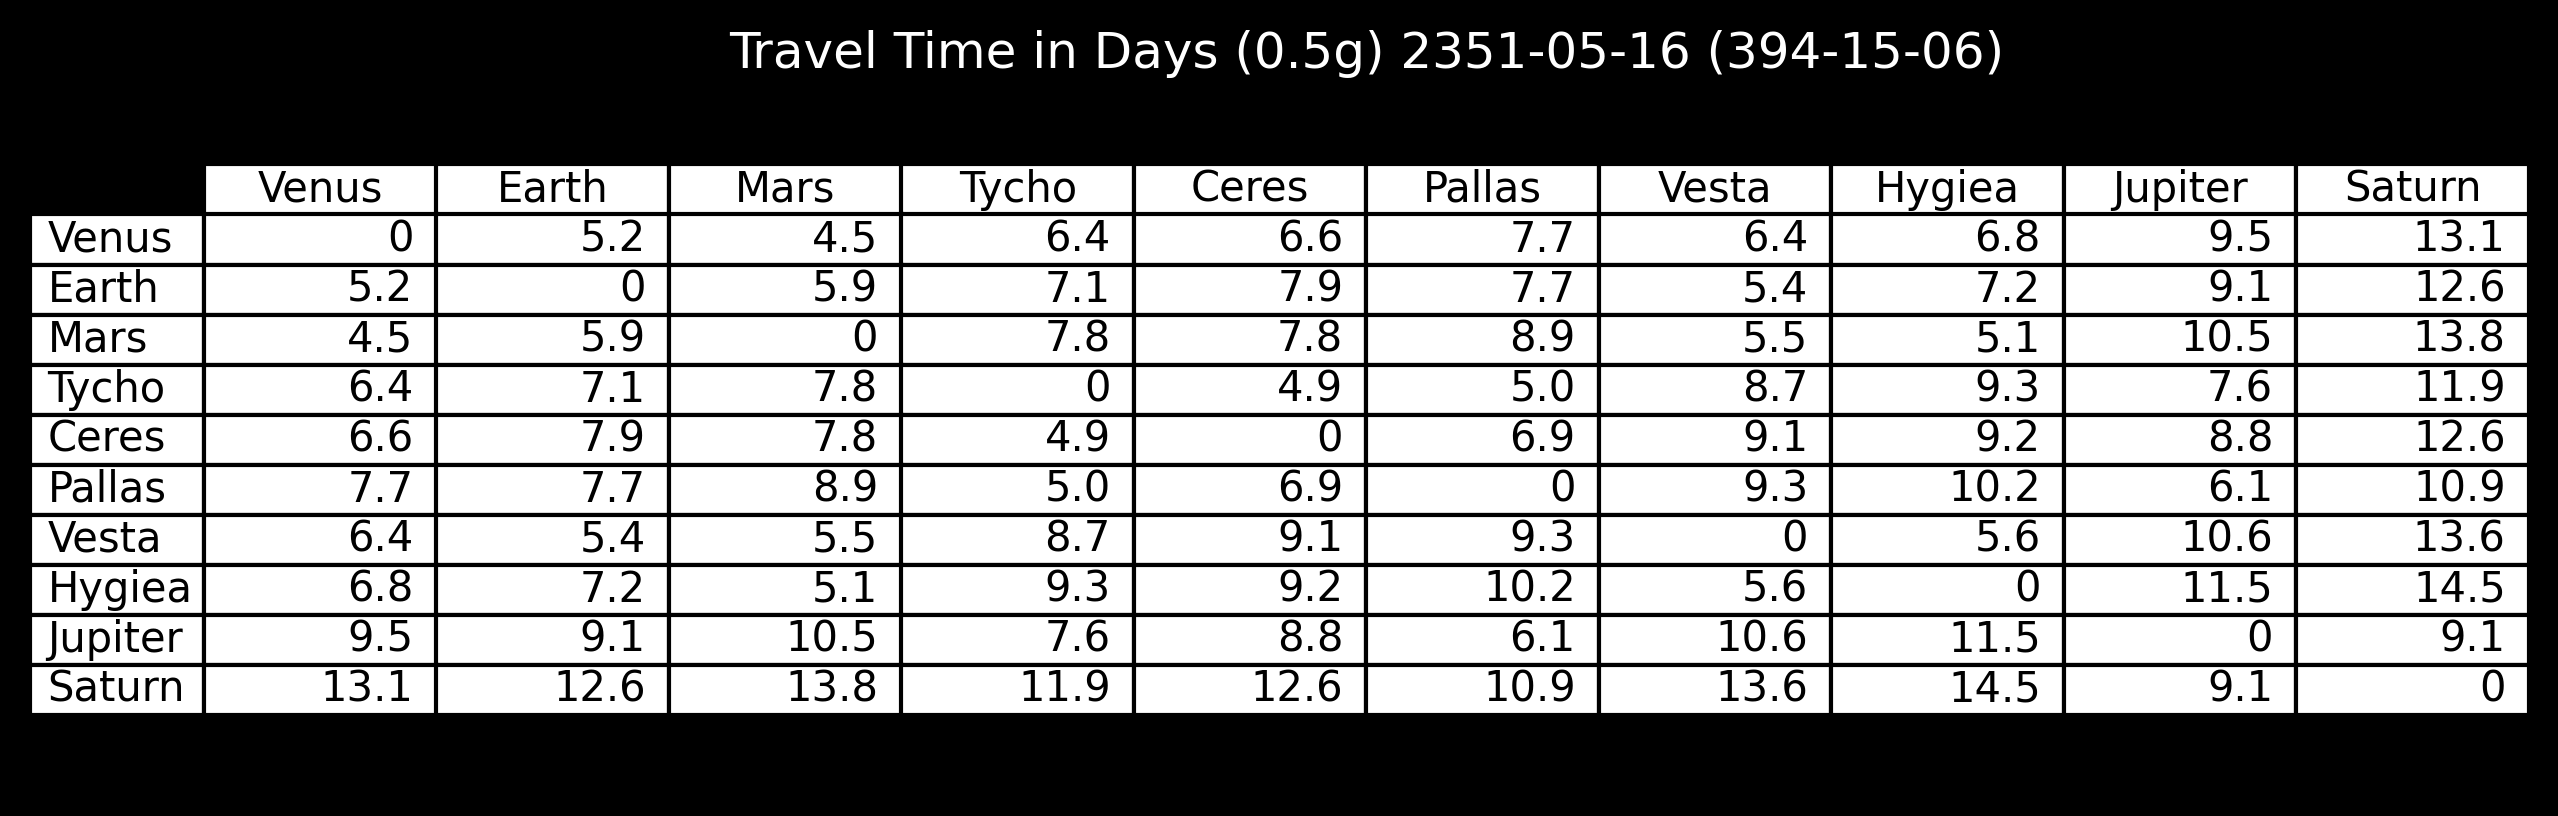 Travel Time in Days (0.5g) 2351-05-16 (394-15-06)
Venus Earth Mars Tycho Ceres Pallas Vesta Hygiea Jupiter Saturn
Venus 0 5.2 4.5 6.4 6.6 7.7 6.4 6.8 9.5 13.1
Earth 5.2 0 5.9 7.1 7.9 7.7 5.4 7.2 9.1 12.6
Mars 4.5 5.9 0 7.8 7.8 8.9 5.5 5.1 10.5 13.8
Tycho 6.4 7.1 7.8 0 4.9 5.0 8.7 9.3 7.6 11.9
Ceres 6.6 7.9 7.8 4.9 0 6.9 9.1 9.2 8.8 12.6
Pallas 7.7 7.7 8.9 5.0 6.9 0 9.3 10.2 6.1 10.9
Vesta 6.4 5.4 5.5 8.7 9.1 9.3 0 5.6 10.6 13.6
Hygiea 6.8 7.2 5.1 9.3 9.2 10.2 5.6 0 11.5 14.5
Jupiter 9.5 9.1 10.5 7.6 8.8 6.1 10.6 11.5 0 9.1
Saturn 13.1 12.6 13.8 11.9 12.6 10.9 13.6 14.5 9.1 0